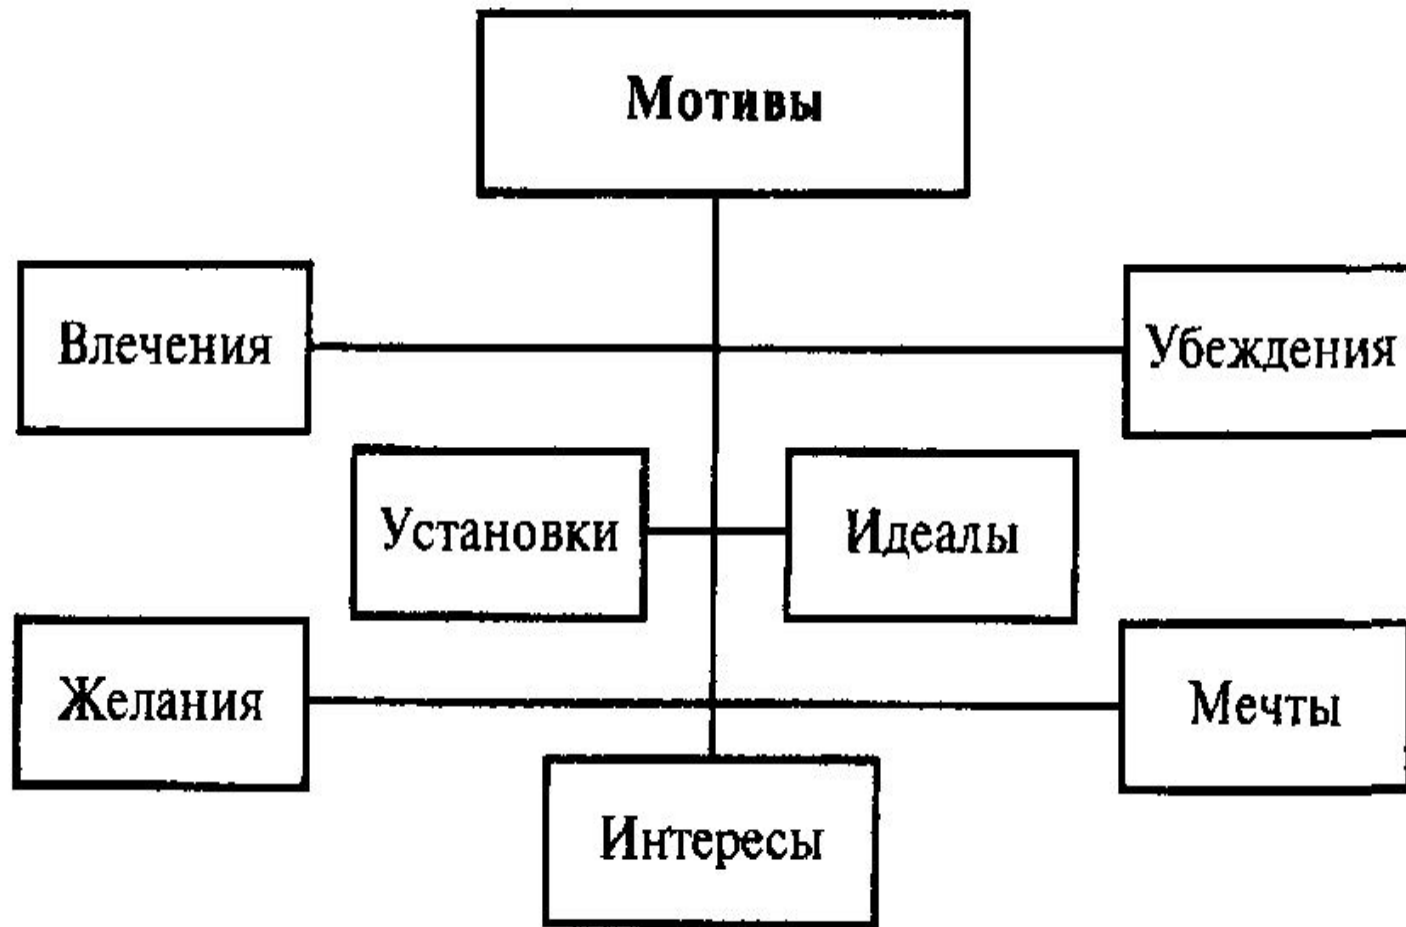 Мотивы
Влечения
Убеждения
Установки
Идеалы
Желания
Мечты
Интересы